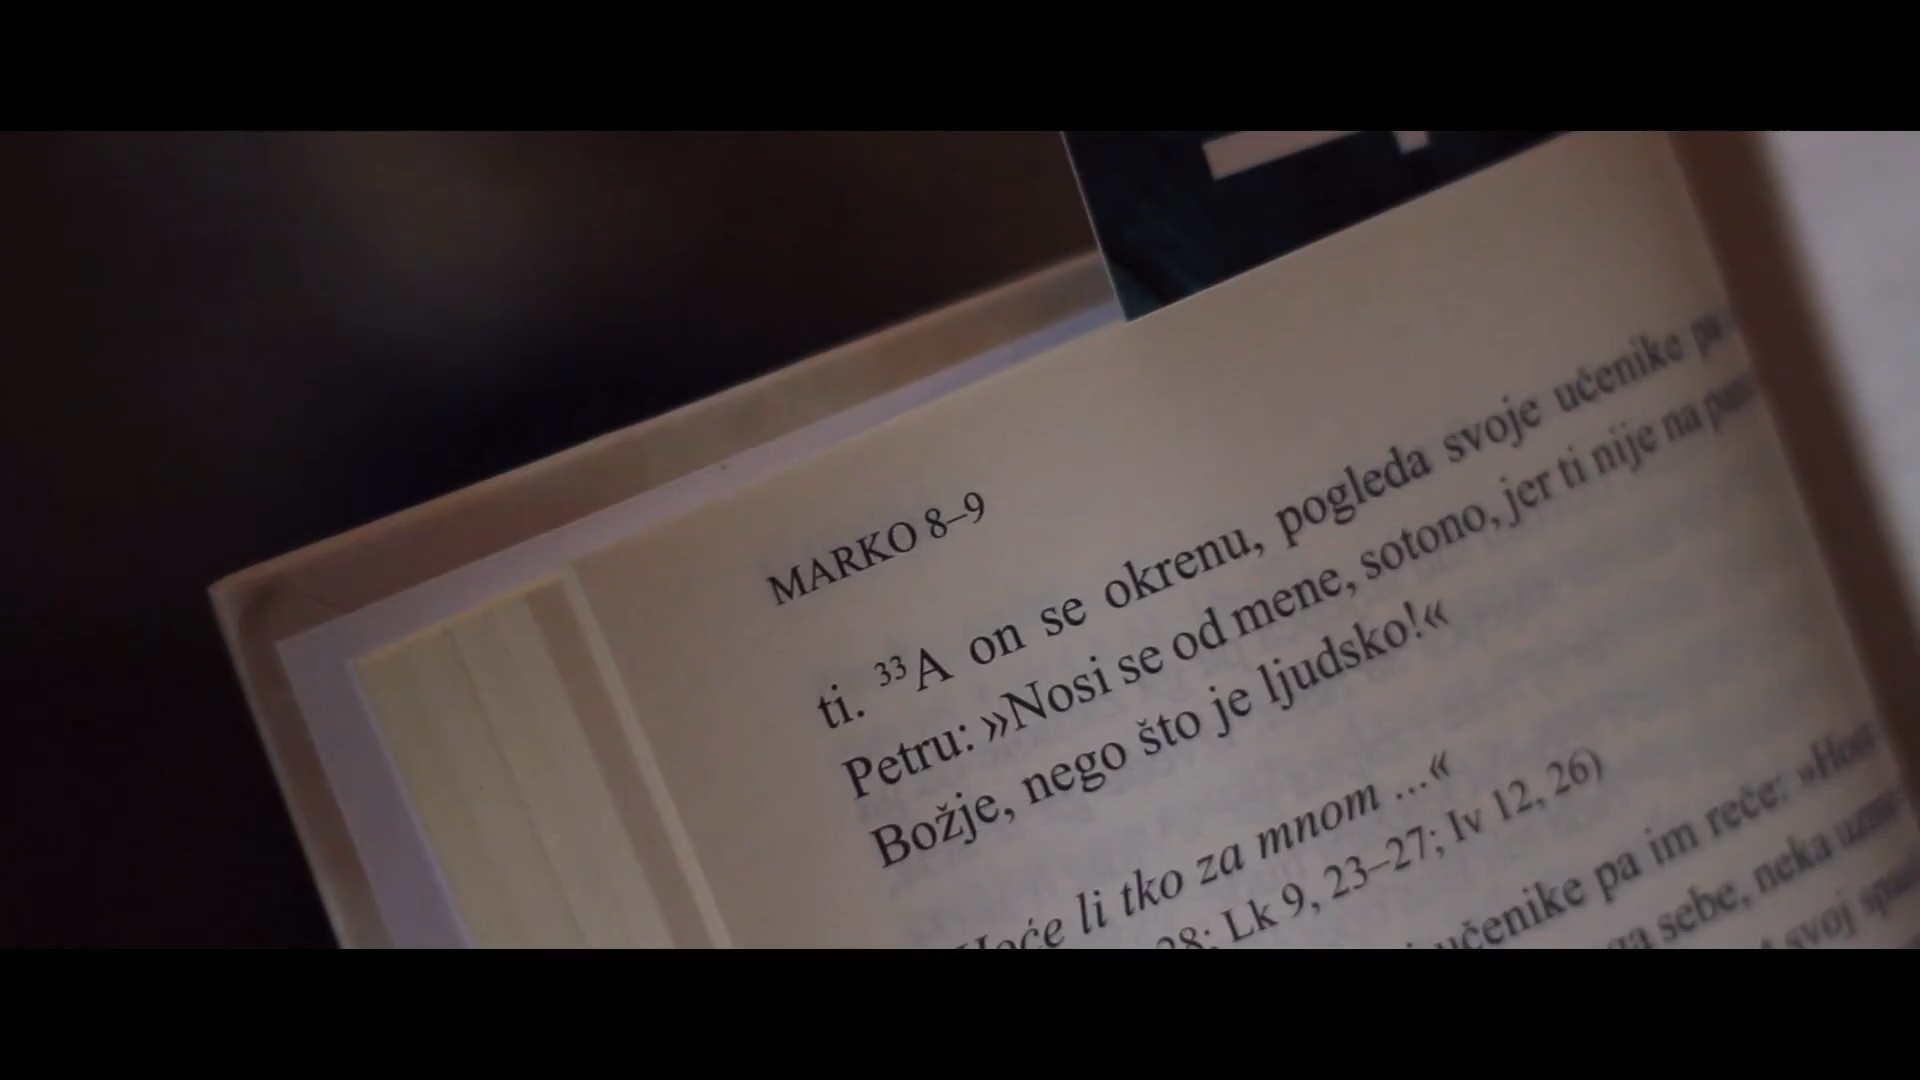 MARKO 8–9
ti. ³³A on se okrenu, pogleda svoje učenike pa
Petru: »Nosi se od mene, sotono, jer ti nije na
Božje, nego što je ljudsko!«
Hoće li tko za mnom ...«
28; Lk 9, 23–27; Iv 12, 26)
učenike pa im reče:
sebe, neka
svoj